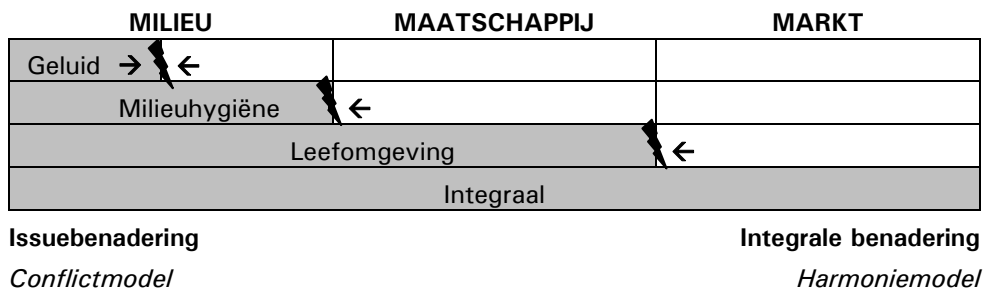 MILIEU MAATSCHAPPIJ MARKT
Geluid → ←
Milieuhygiëne ←
Leefomgeving ←
Integraal
Issuebenadering Integrale benadering
Conflictmodel Harmoniemodel